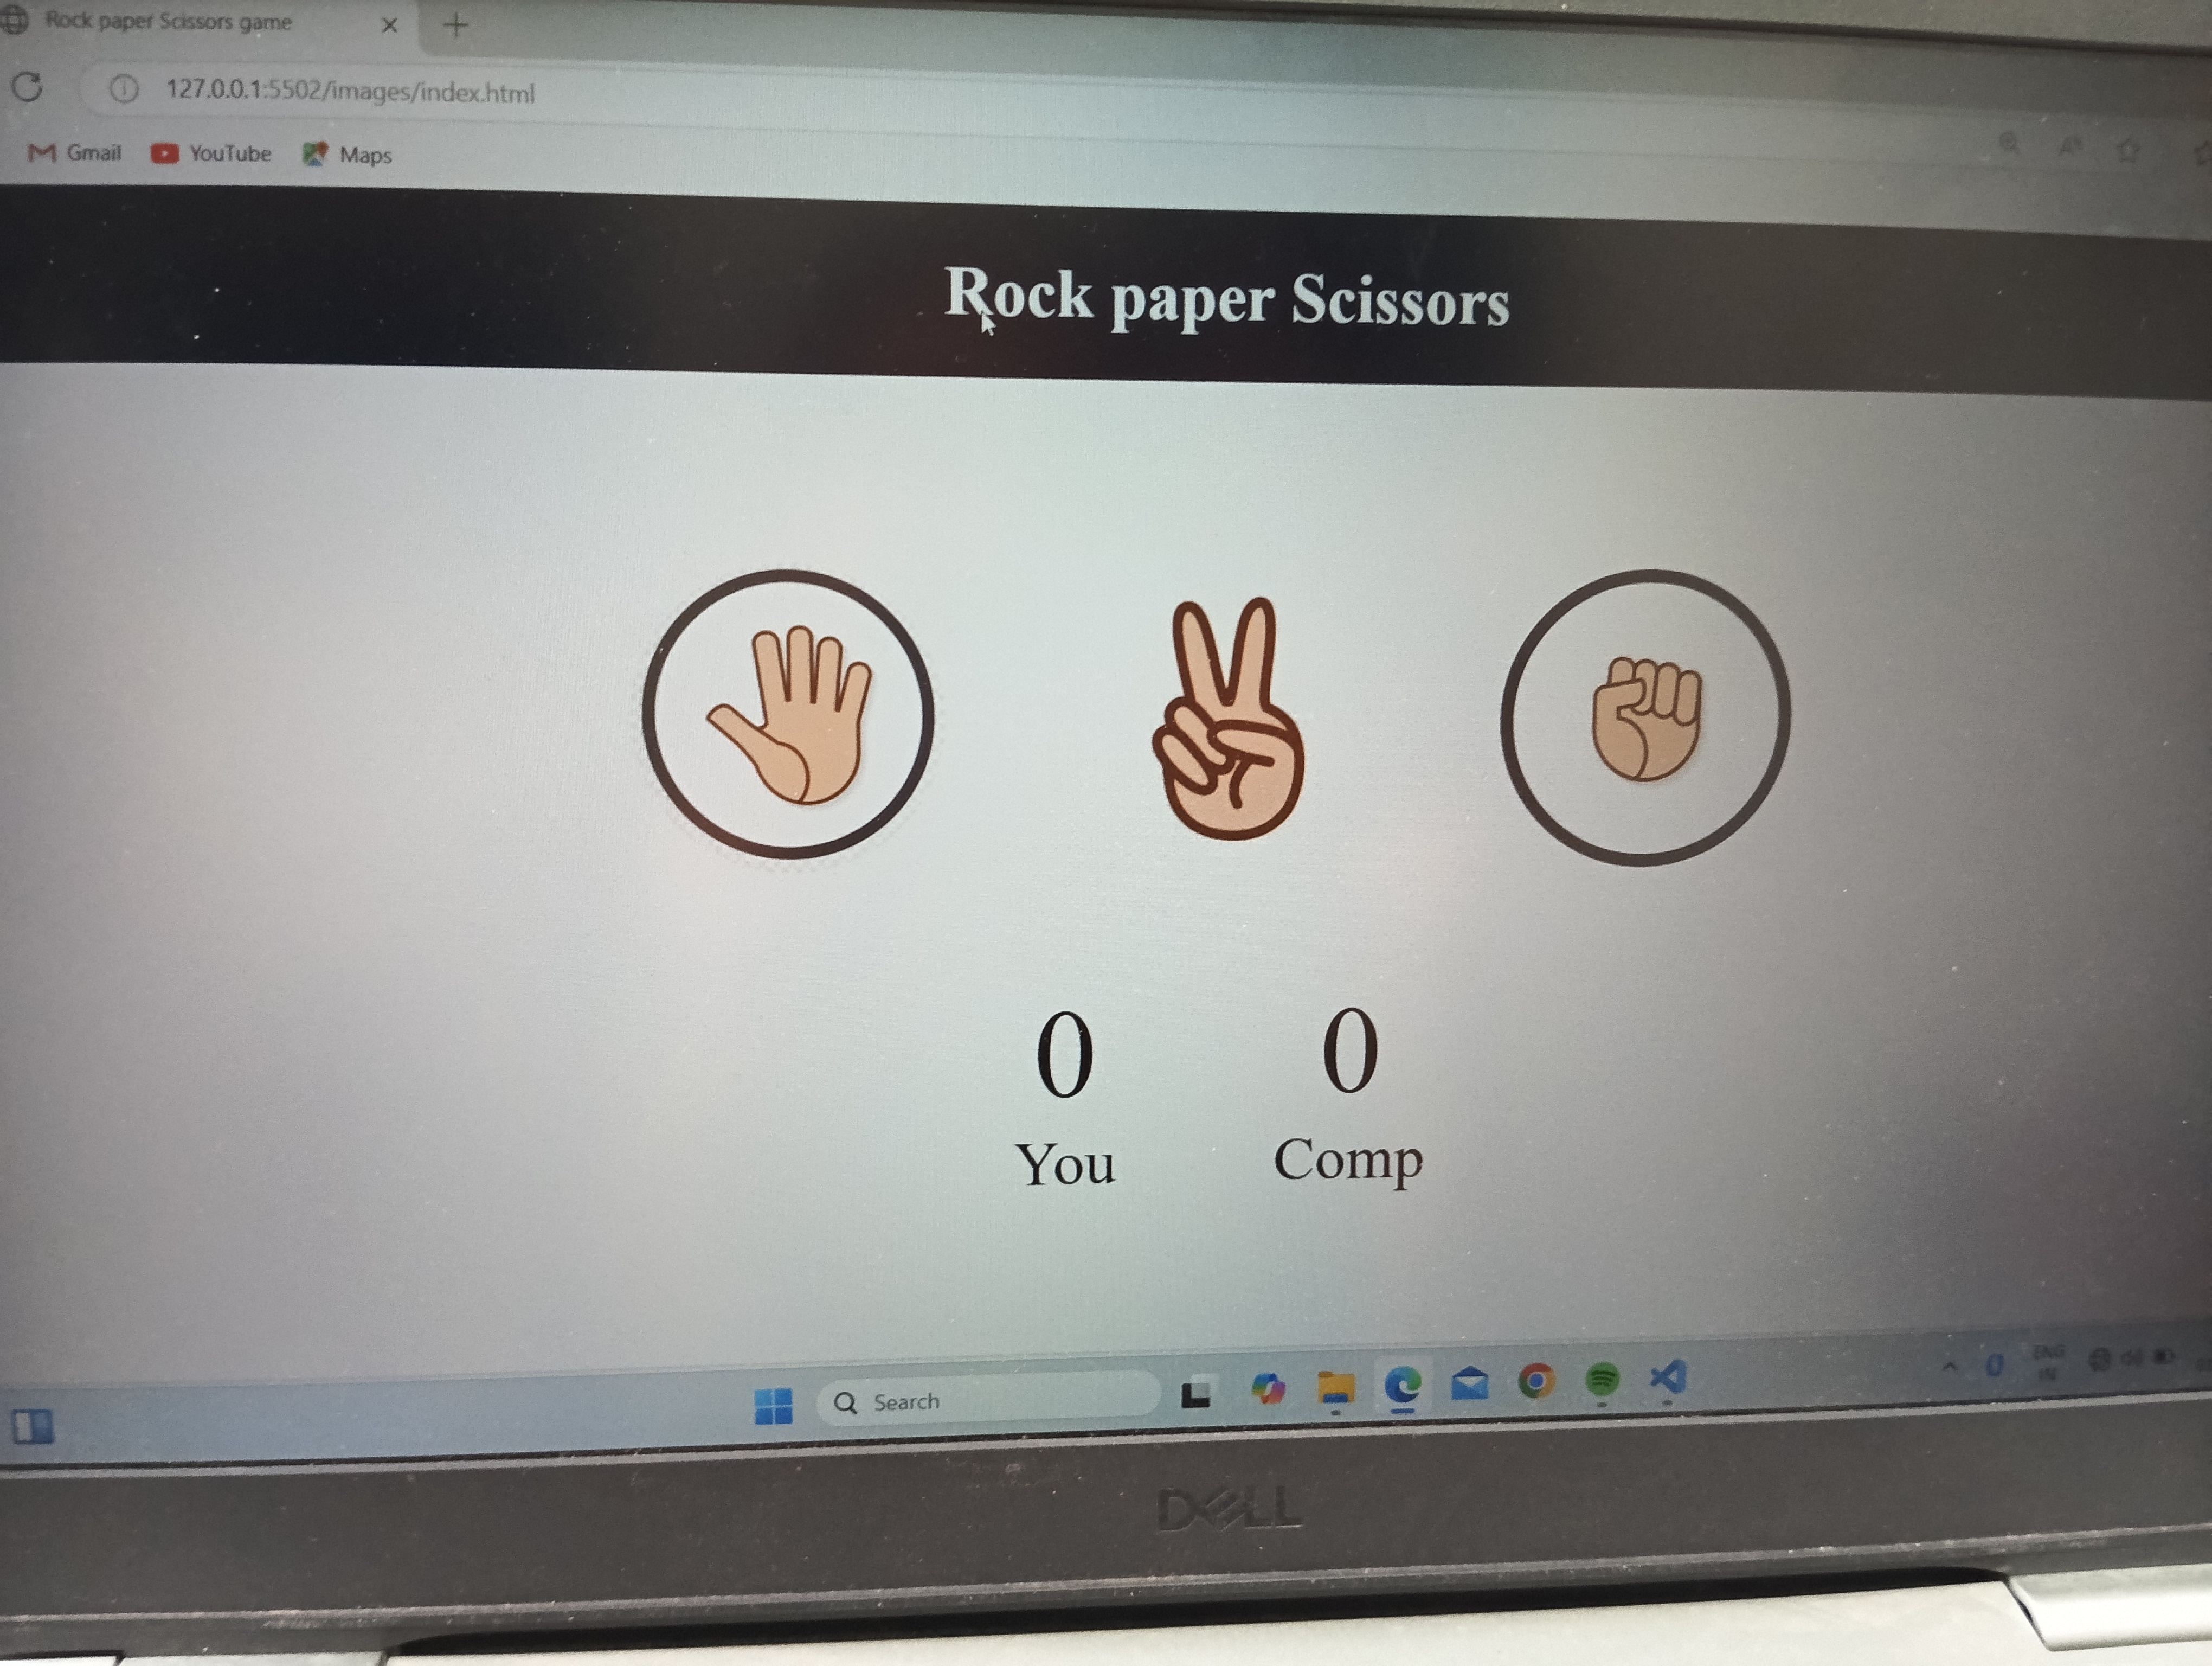 Rock paper Scissors game
127.0.0.1:5502/images/index.html
Gmail YouTube Maps
Rock paper Scissors
0 0
You Comp
Search
ENG
IN
DELL